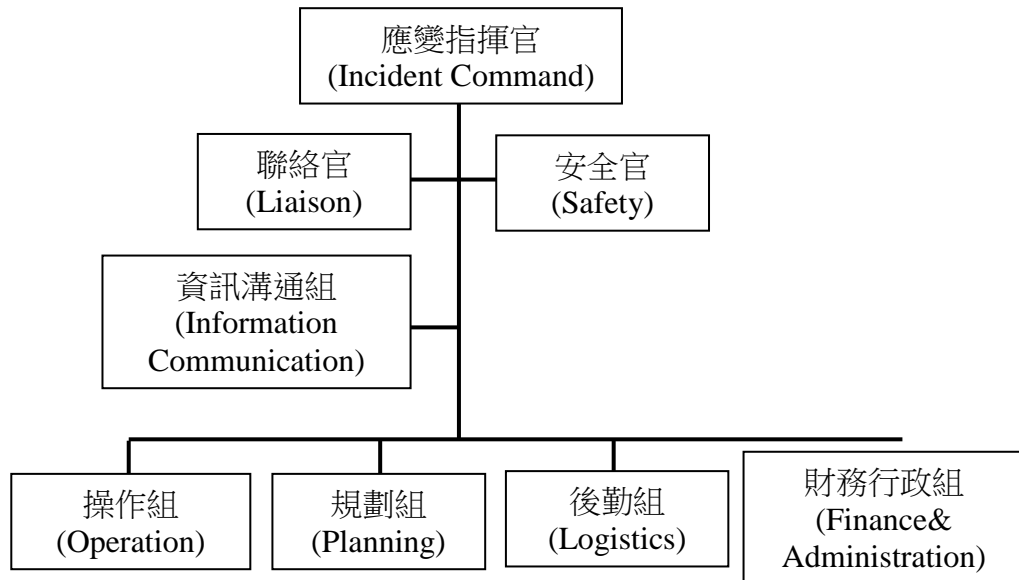 應變指揮官
(Incident Command)
聯絡官
(Liaison)
安全官
(Safety)
資訊溝通組
(Information
Communication)
操作組
(Operation)
規劃組
(Planning)
後勤組
(Logistics)
財務行政組
(Finance&
Administration)